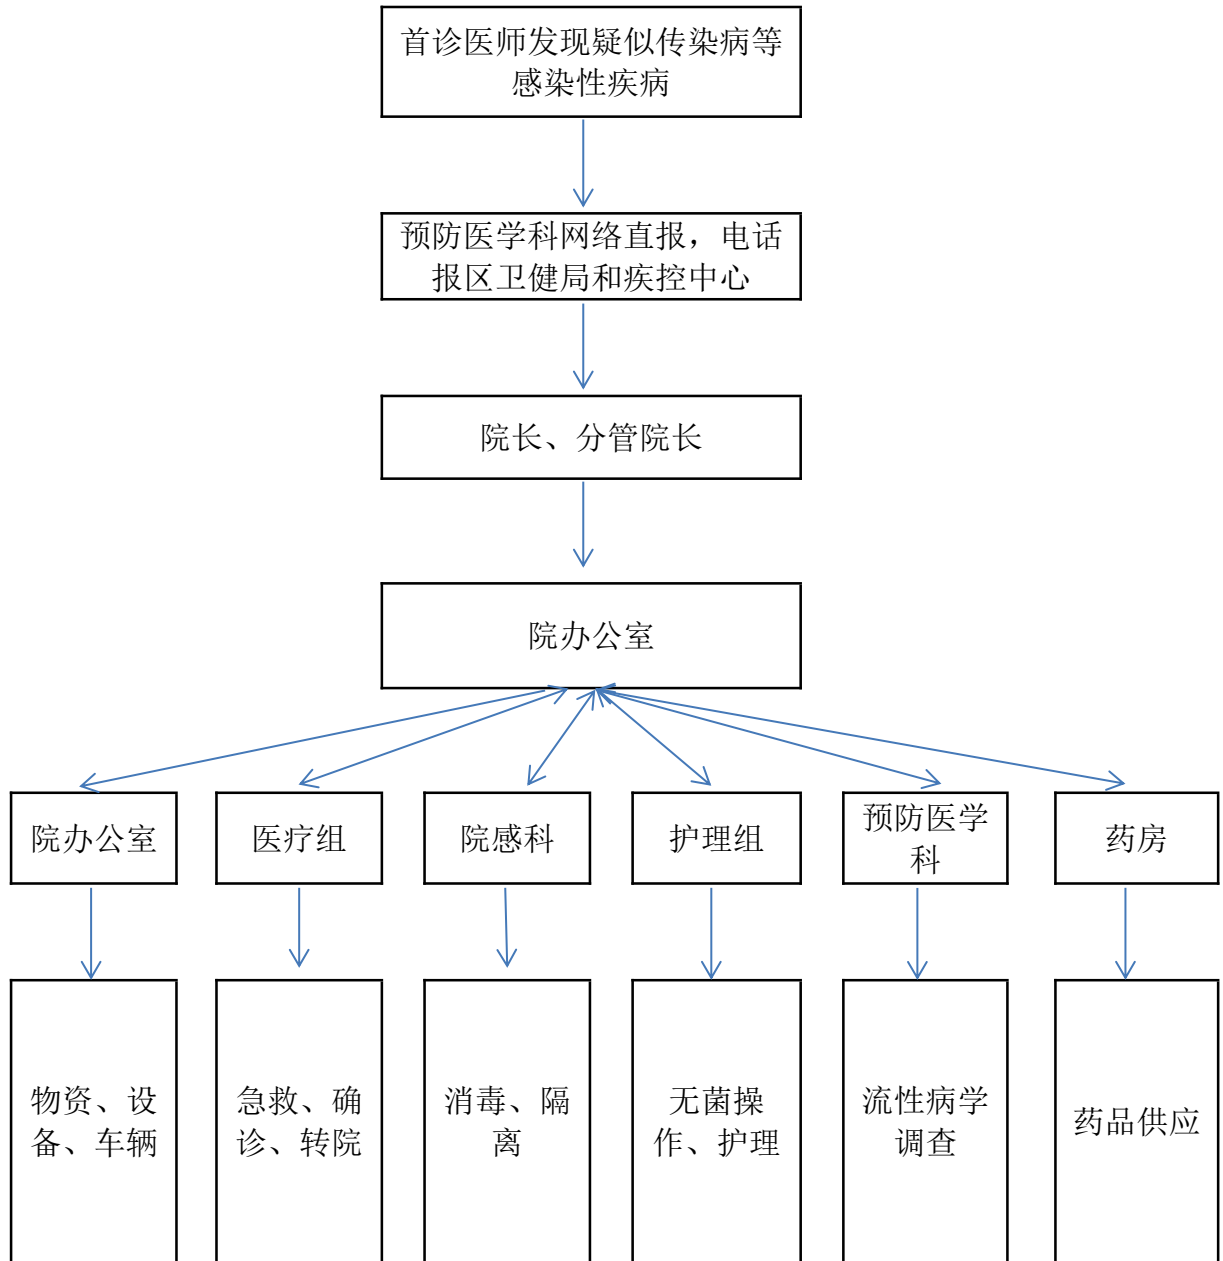 首诊医师发现疑似传染病等
感染性疾病
预防医学科网络直报，电话
报区卫健局和疾控中心
院长、分管院长
院办公室
院办公室
医疗组
院感科
护理组
预防医学
科
药房
物资、设
备、车辆
急救、确
诊、转院
消毒、隔
离
无菌操
作、护理
流性病学
调查
药品供应